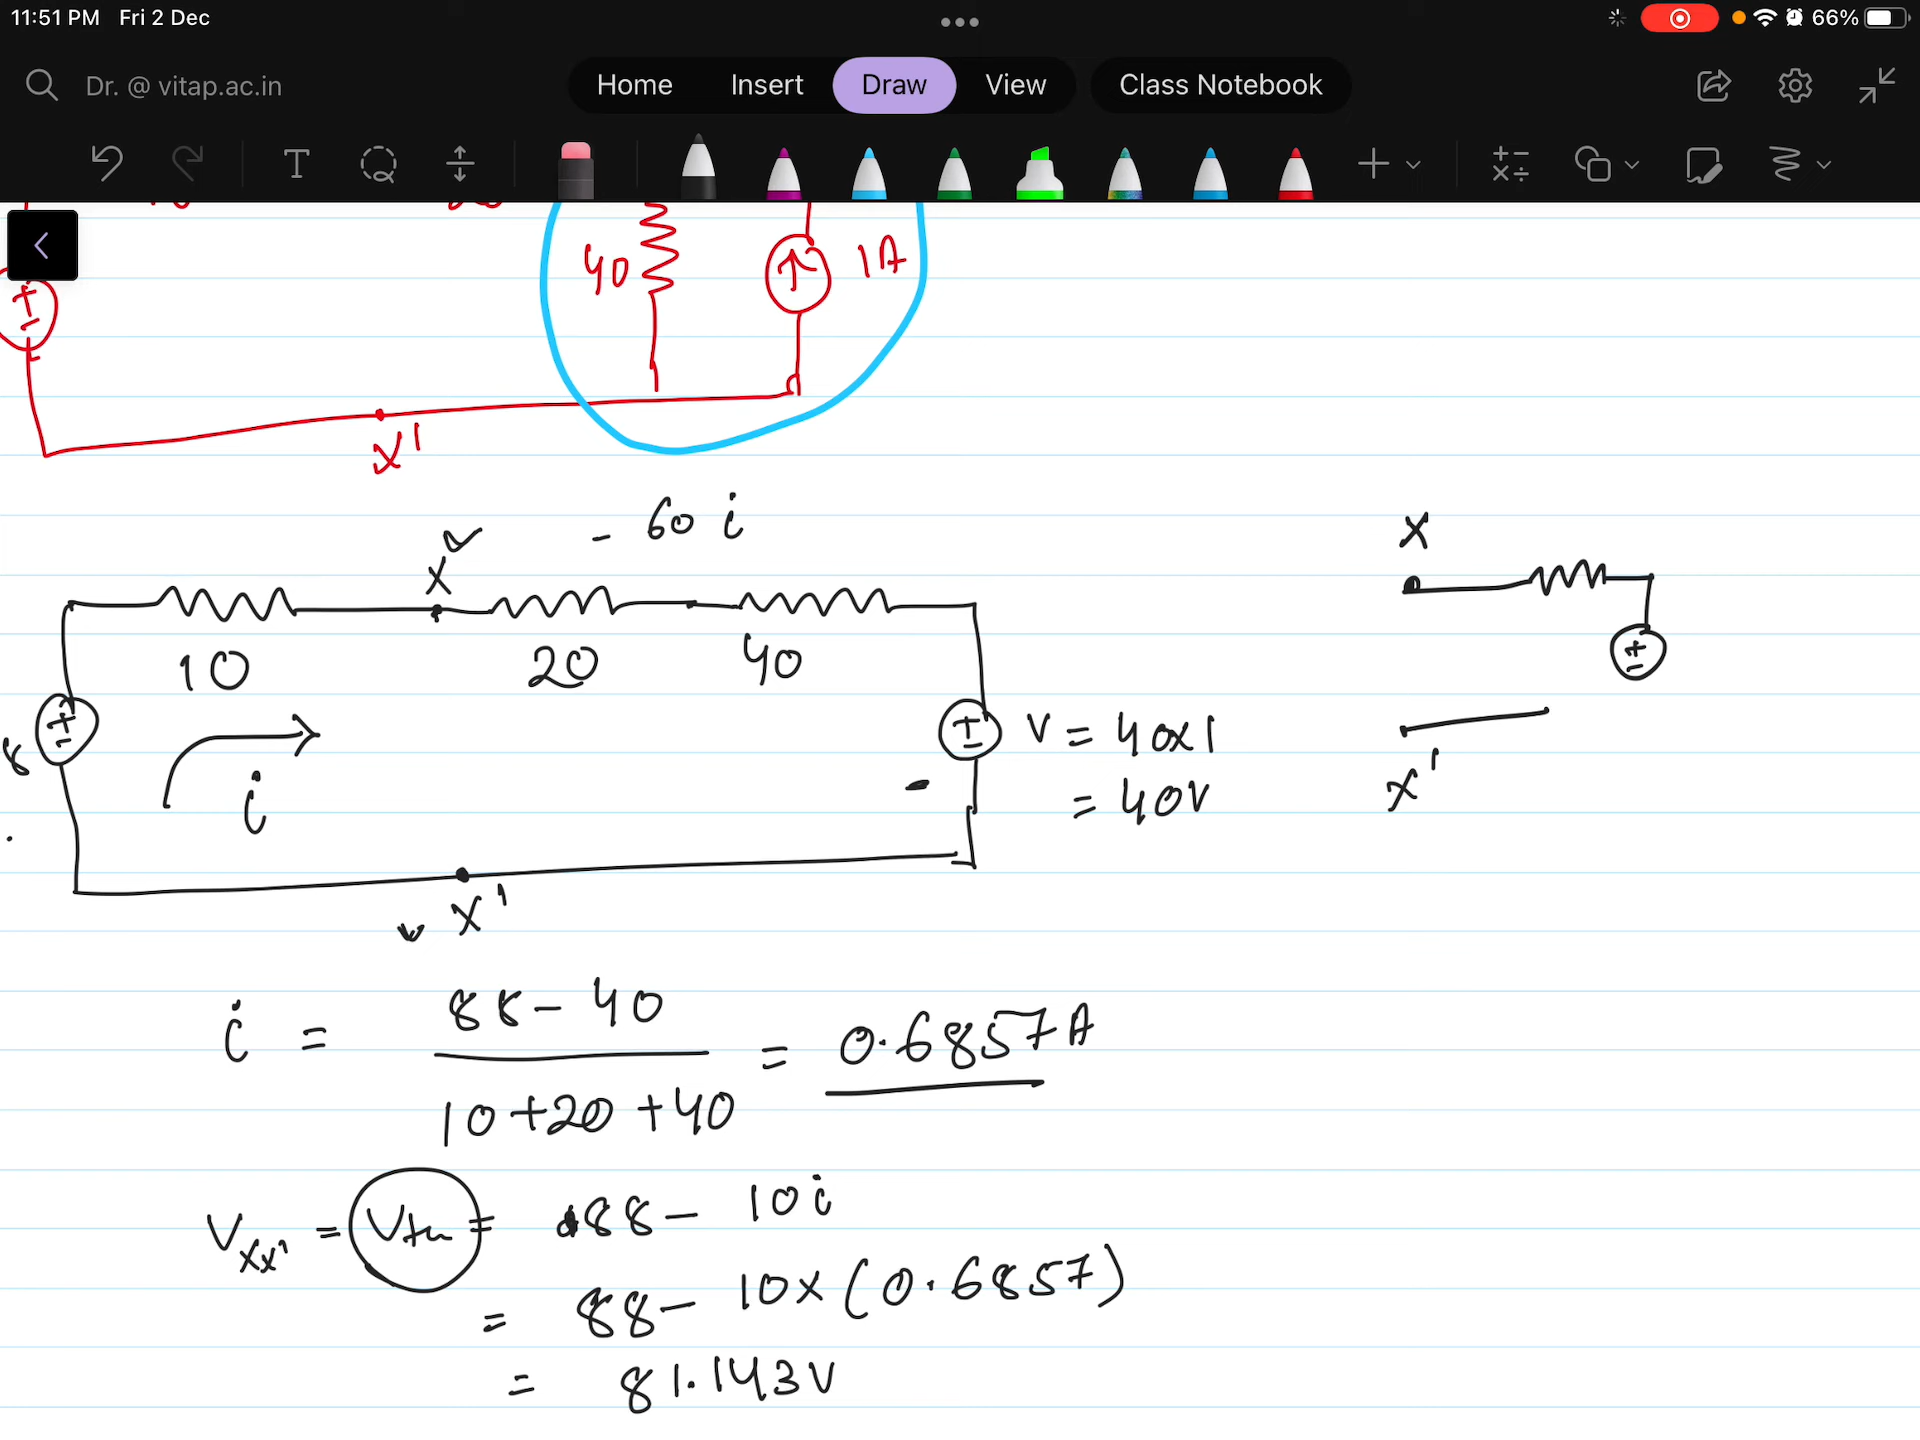 11:51 PM Fri 2 Dec
66%
Dr. @ vitap.ac.in
Home Insert Draw View Class Notebook
T
40
1A
X'
- 60 i
X
X
10
20
40
8
i
V = 40x1
= 40V
X'
X'
i = 88 - 40 / 10+20+40 = 0.6857A
Vxx' = Vth = 88 - 10i
= 88 - 10x(0.6857)
= 81.143V